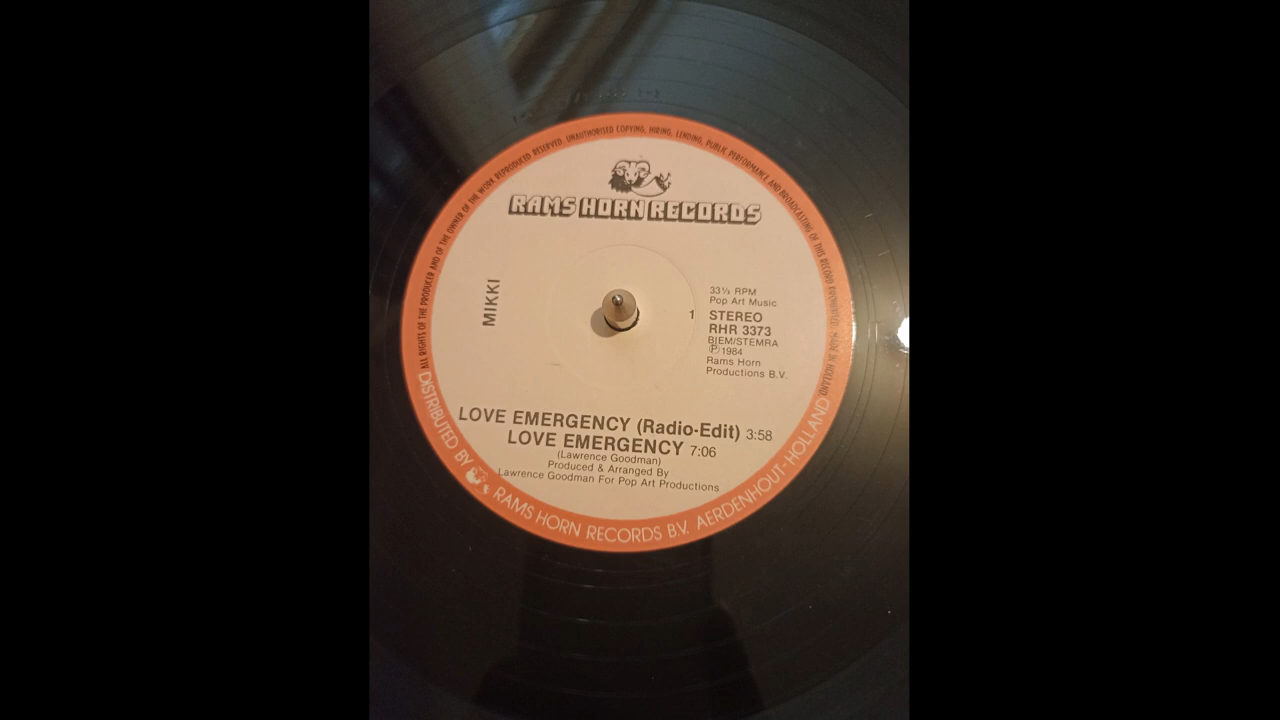 ALL RIGHTS OF THE PRODUCER AND OF THE OWNER OF THE WORK REPRODUCED RESERVED. UNAUTHORISED COPYING, HIRING, LENDING, PUBLIC PERFORMANCE AND BROADCASTING OF THIS RECORD PROHIBITED. MADE IN HOLLAND.
RAMS HORN RECORDS
MIKKI
33⅓ RPM
Pop Art Music
1 STEREO
RHR 3373
BIEM/STEMRA
Ⓟ 1984
Rams Horn
Productions B.V.
LOVE EMERGENCY (Radio-Edit) 3:58
LOVE EMERGENCY 7:06
(Lawrence Goodman)
Produced & Arranged By
Lawrence Goodman For Pop Art Productions
DISTRIBUTED BY RAMS HORN RECORDS B.V. AERDENHOUT-HOLLAND